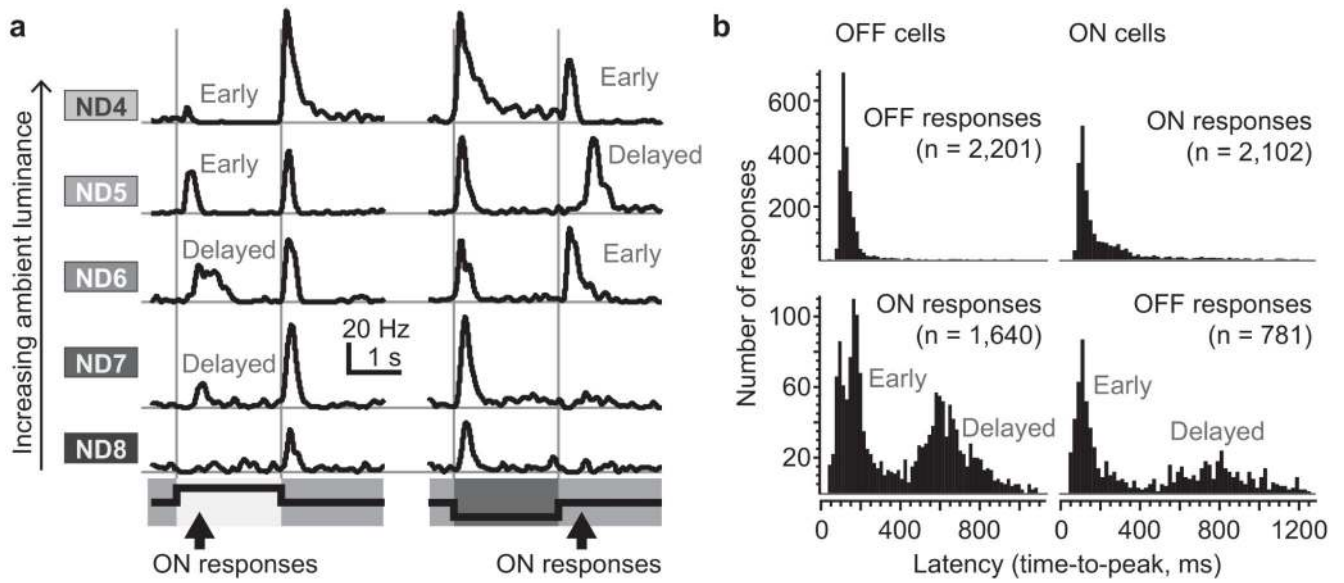 a
Increasing ambient luminance
ND4
Early
Early
ND5
Early
Delayed
ND6
Delayed
Early
20 Hz
1 s
ND7
Delayed
ND8
ON responses
ON responses
b
OFF cells
ON cells
Number of responses
600
400
200
OFF responses
(n = 2,201)
ON responses
(n = 2,102)
100
60
20
ON responses
(n = 1,640)
Early
Delayed
OFF responses
(n = 781)
Early
Delayed
0 400 800
0 400 800 1200
Latency (time-to-peak, ms)